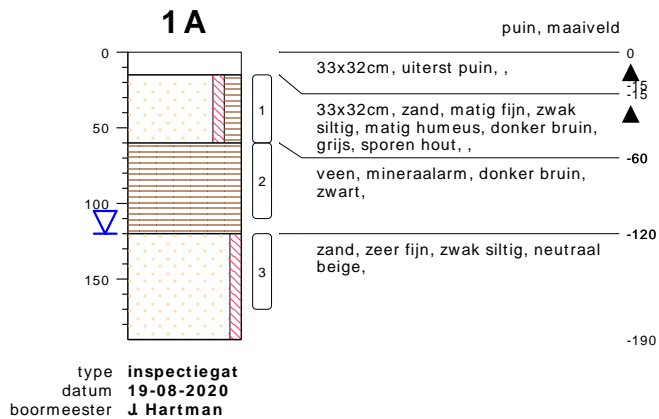 1A
puin, maaiveld
0
0
33x32cm, uiterst puin, ,
-15
-15
33x32cm, zand, matig fijn, zwak
siltig, matig humeus, donker bruin,
grijs, sporen hout, ,
1
50
-60
veen, mineraalarm, donker bruin,
zwart,
2
100
-120
zand, zeer fijn, zwak siltig, neutraal
beige,
3
150
-190
type inspectiegat
datum 19-08-2020
boormeester J. Hartman